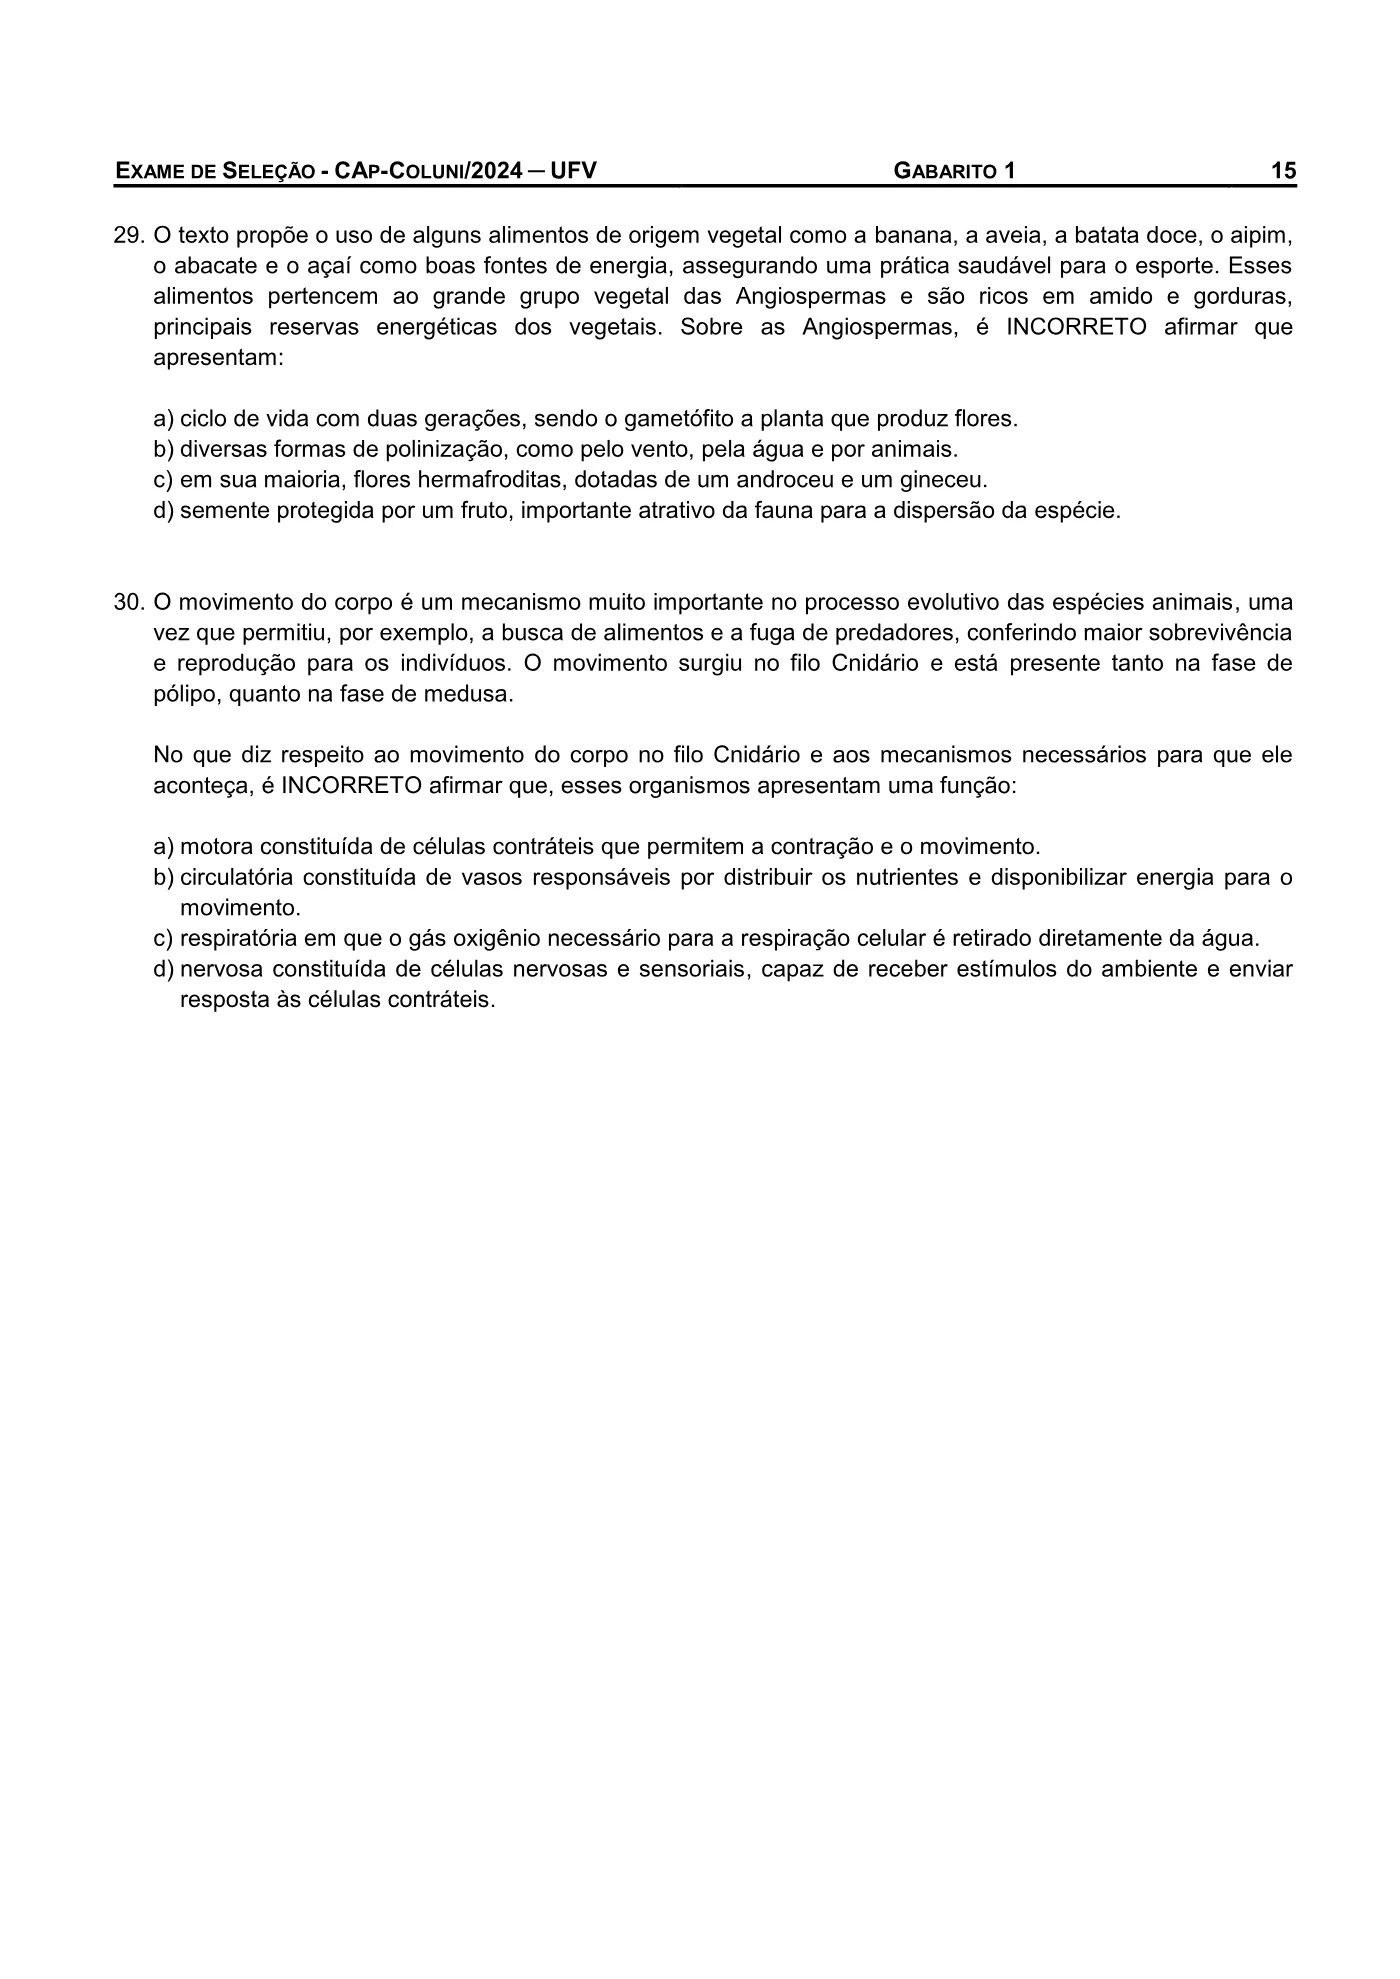 EXAME DE SELEÇÃO - CAP-COLUNI/2024 ─ UFV GABARITO 1 15
29. O texto propõe o uso de alguns alimentos de origem vegetal como a banana, a aveia, a batata doce, o aipim,
o abacate e o açaí como boas fontes de energia, assegurando uma prática saudável para o esporte. Esses
alimentos pertencem ao grande grupo vegetal das Angiospermas e são ricos em amido e gorduras,
principais reservas energéticas dos vegetais. Sobre as Angiospermas, é INCORRETO afirmar que
apresentam:
a) ciclo de vida com duas gerações, sendo o gametófito a planta que produz flores.
b) diversas formas de polinização, como pelo vento, pela água e por animais.
c) em sua maioria, flores hermafroditas, dotadas de um androceu e um gineceu.
d) semente protegida por um fruto, importante atrativo da fauna para a dispersão da espécie.
30. O movimento do corpo é um mecanismo muito importante no processo evolutivo das espécies animais, uma
vez que permitiu, por exemplo, a busca de alimentos e a fuga de predadores, conferindo maior sobrevivência
e reprodução para os indivíduos. O movimento surgiu no filo Cnidário e está presente tanto na fase de
pólipo, quanto na fase de medusa.
No que diz respeito ao movimento do corpo no filo Cnidário e aos mecanismos necessários para que ele
aconteça, é INCORRETO afirmar que, esses organismos apresentam uma função:
a) motora constituída de células contráteis que permitem a contração e o movimento.
b) circulatória constituída de vasos responsáveis por distribuir os nutrientes e disponibilizar energia para o
movimento.
c) respiratória em que o gás oxigênio necessário para a respiração celular é retirado diretamente da água.
d) nervosa constituída de células nervosas e sensoriais, capaz de receber estímulos do ambiente e enviar
resposta às células contráteis.